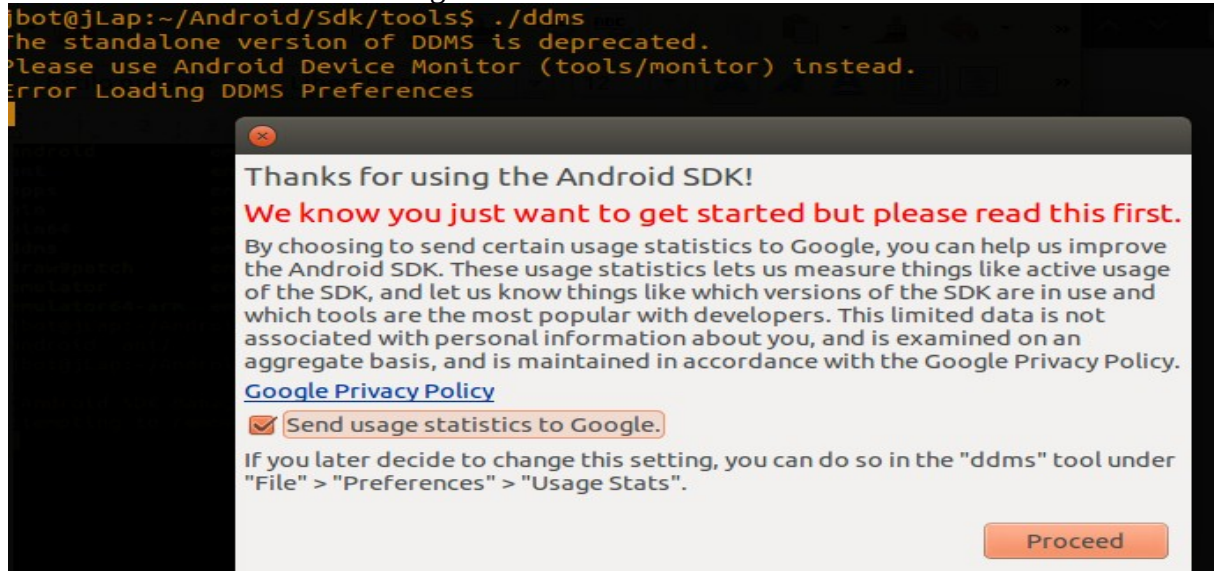 jbot@jLap:~/Android/Sdk/tools$ ./ddms
The standalone version of DDMS is deprecated.
Please use Android Device Monitor (tools/monitor) instead.
Error Loading DDMS Preferences
Thanks for using the Android SDK!
We know you just want to get started but please read this first.
By choosing to send certain usage statistics to Google, you can help us improve
the Android SDK. These usage statistics lets us measure things like active usage
of the SDK, and let us know things like which versions of the SDK are in use and
which tools are the most popular with developers. This limited data is not
associated with personal information about you, and is examined on an
aggregate basis, and is maintained in accordance with the Google Privacy Policy.
Google Privacy Policy
Send usage statistics to Google.
If you later decide to change this setting, you can do so in the "ddms" tool under
"File" > "Preferences" > "Usage Stats".
Proceed